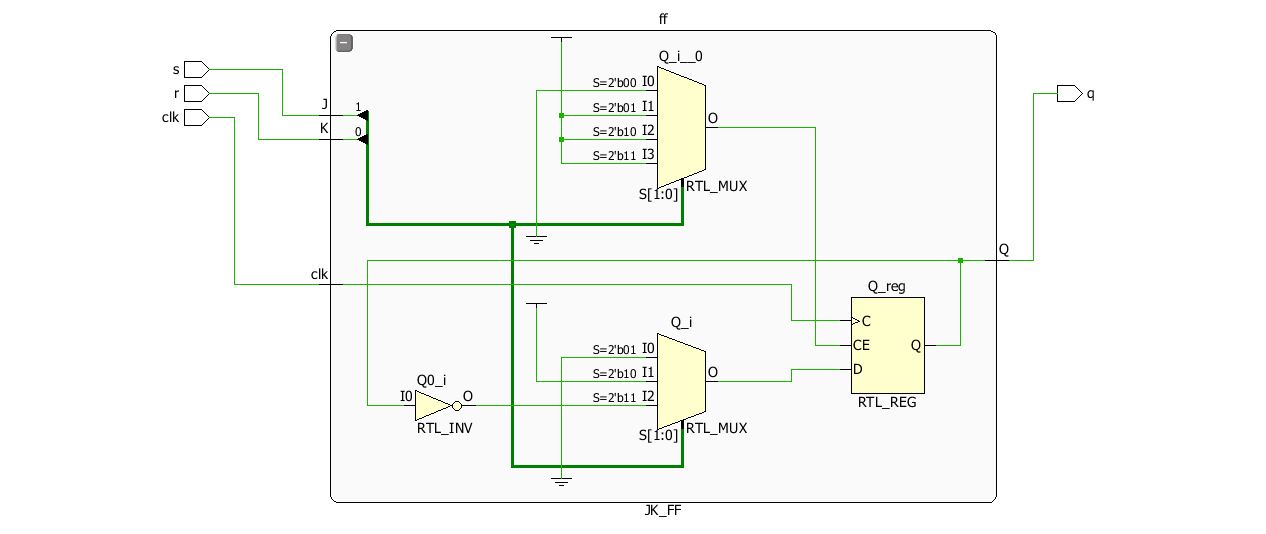 ff
Q_i__0
s
r
clk
J
K
1
0
S=2'b00 I0
S=2'b01 I1
S=2'b10 I2
S=2'b11 I3
O
S[1:0]
RTL_MUX
q
Q
clk
Q_reg
C
CE
D
Q
RTL_REG
Q_i
S=2'b01 I0
S=2'b10 I1
S=2'b11 I2
O
S[1:0]
RTL_MUX
Q0_i
I0
O
RTL_INV
JK_FF